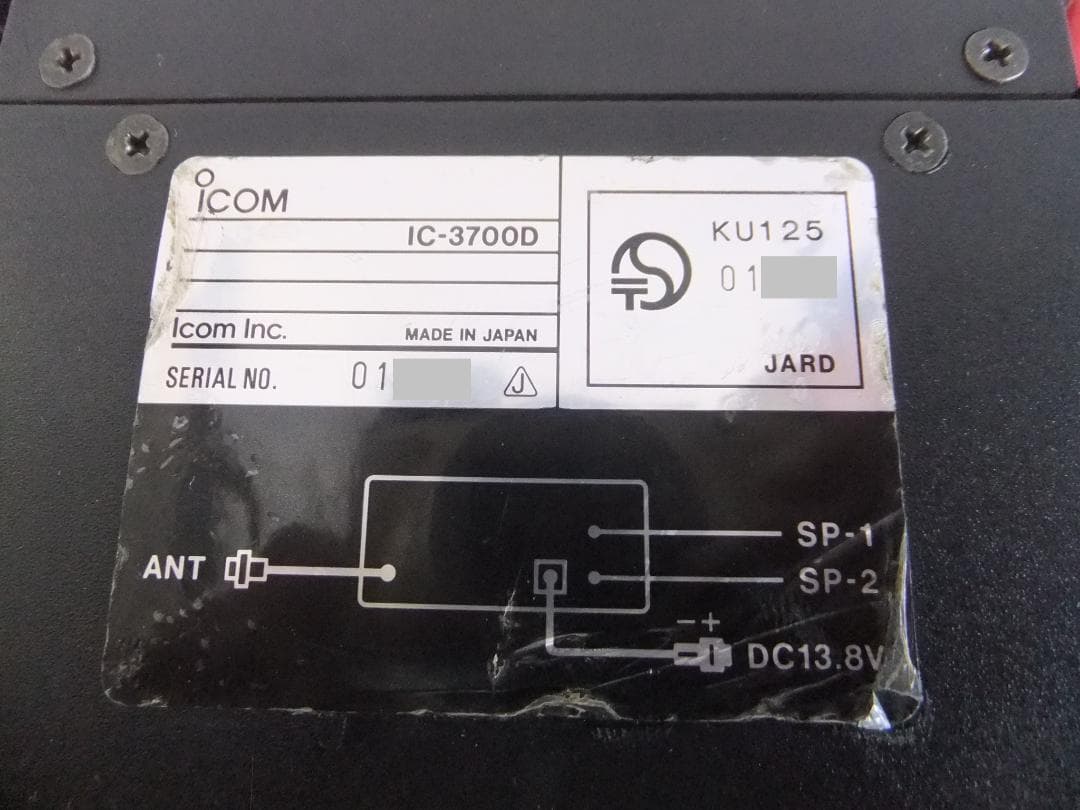 ICOM
IC-3700D
Icom Inc. MADE IN JAPAN
SERIAL NO. 01
J
KU125
01
JARD
ANT
SP-1
SP-2
- +
DC13.8V